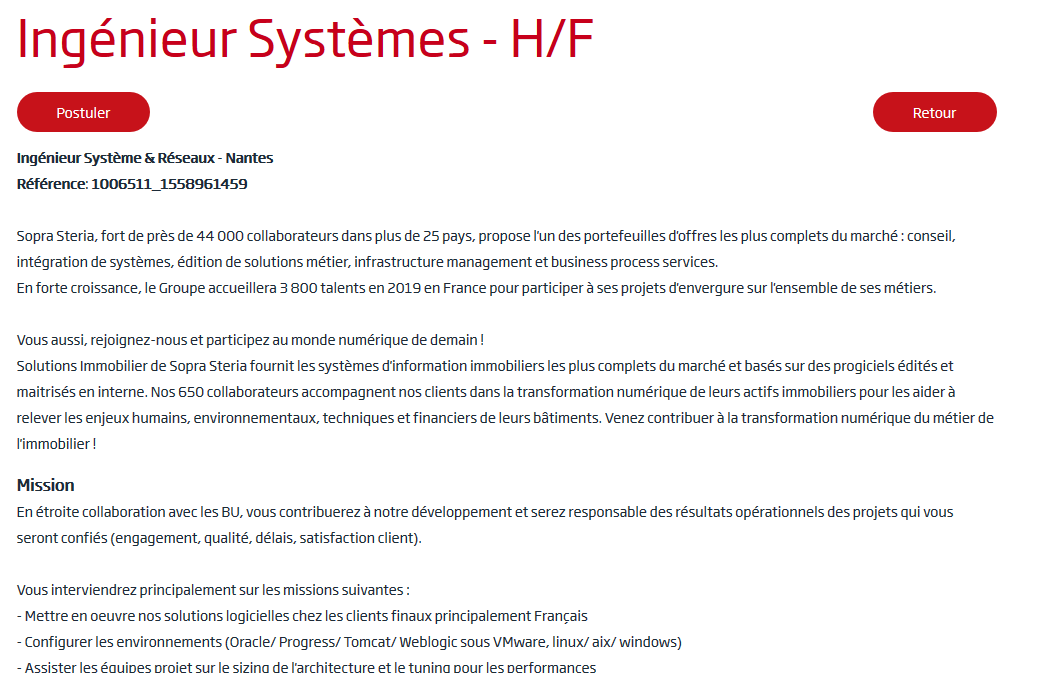 Ingénieur Systèmes - H/F
Postuler
Retour
Ingénieur Système & Réseaux - Nantes
Référence: 1006511_1558961459
Sopra Steria, fort de près de 44 000 collaborateurs dans plus de 25 pays, propose l'un des portefeuilles d'offres les plus complets du marché : conseil,
intégration de systèmes, édition de solutions métier, infrastructure management et business process services.
En forte croissance, le Groupe accueillera 3 800 talents en 2019 en France pour participer à ses projets d'envergure sur l'ensemble de ses métiers.
Vous aussi, rejoignez-nous et participez au monde numérique de demain !
Solutions Immobilier de Sopra Steria fournit les systèmes d'information immobiliers les plus complets du marché et basés sur des progiciels édités et
maitrisés en interne. Nos 650 collaborateurs accompagnent nos clients dans la transformation numérique de leurs actifs immobiliers pour les aider à
relever les enjeux humains, environnementaux, techniques et financiers de leurs bâtiments. Venez contribuer à la transformation numérique du métier de
l'immobilier !
Mission
En étroite collaboration avec les BU, vous contribuerez à notre développement et serez responsable des résultats opérationnels des projets qui vous
seront confiés (engagement, qualité, délais, satisfaction client).
Vous interviendrez principalement sur les missions suivantes :
- Mettre en oeuvre nos solutions logicielles chez les clients finaux principalement Français
- Configurer les environnements (Oracle/ Progress/ Tomcat/ Weblogic sous VMware, linux/ aix/ windows)
- Assister les équipes projet sur le sizing de l'architecture et le tuning pour les performances